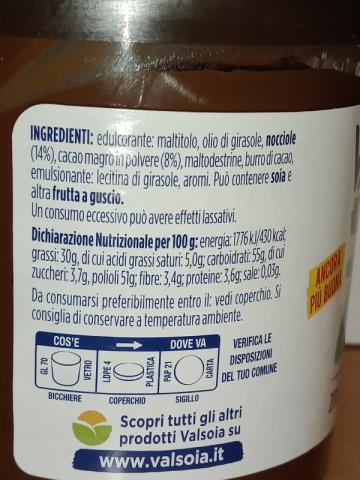 INGREDIENTI: edulcorante: maltitolo, olio di girasole, nocciole
(14%), cacao magro in polvere (8%), maltodestrine, burro di cacao,
emulsionante: lecitina di girasole, aromi. Può contenere soia e
altra frutta a guscio.
Un consumo eccessivo può avere effetti lassativi.
Dichiarazione Nutrizionale per 100 g: energia: 1776 kJ/430 kcal;
grassi: 30g, di cui acidi grassi saturi: 5,0g; carboidrati: 55g, di cui
zuccheri: 3,7g, polioli 51g; fibre: 3,4g; proteine: 3,6g; sale: 0,03g.
Da consumarsi preferibilmente entro il: vedi coperchio. Si
consiglia di conservare a temperatura ambiente.
COS'E DOVE VA
GL 70 VETRO LDPE 4 PLASTICA PAP 21 CARTA
BICCHIERE COPERCHIO SIGILLO
VERIFICA LE
DISPOSIZIONI
DEL TUO COMUNE
Scopri tutti gli altri
prodotti Valsoia su
www.valsoia.it
ANCORA
PIÙ BUONA